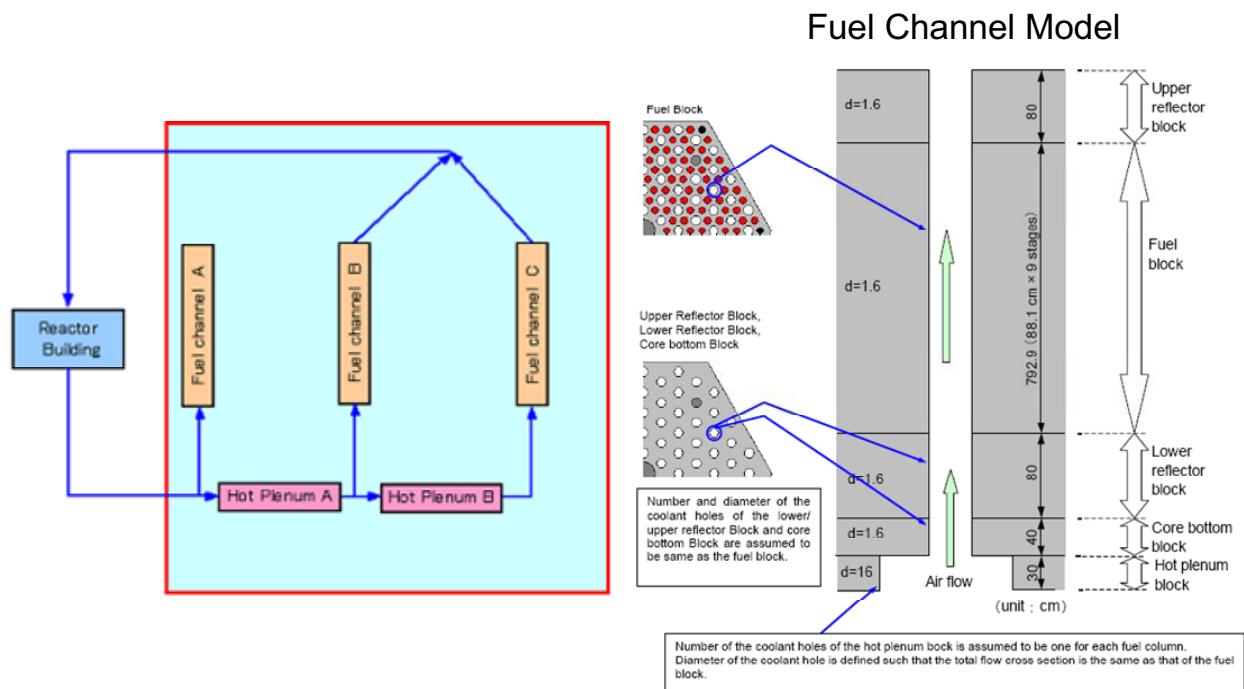 Fuel Channel Model
Reactor
Building
Fuel channel A
Fuel channel B
Fuel channel C
Hot Plenum A
Hot Plenum B
Fuel Block
Upper Reflector Block,
Lower Reflector Block,
Core bottom Block
Number and diameter of the
coolant holes of the lower/
upper reflector Block and core
bottom Block are assumed to
be same as the fuel block.
d=1.6
d=1.6
d=1.6
d=1.6
d=16
80
792.9 (88.1 cm × 9 stages)
80
40
30
Air flow
(unit : cm)
Upper
reflector
block
Fuel
block
Lower
reflector
block
Core bottom
block
Hot plenum
block
Number of the coolant holes of the hot plenum bock is assumed to be one for each fuel column.
Diameter of the coolant hole is defined such that the total flow cross section is the same as that of the fuel
block.